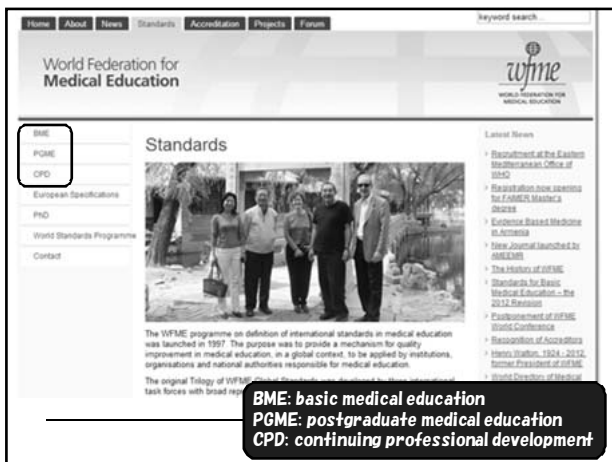 Home About News Standards Accreditation Projects Forum
keyword search...
World Federation for
Medical Education
wfme
WORLD FEDERATION FOR
MEDICAL EDUCATION
BME
PGME
CPD
European Specifications
PhD
World Standards Programme
Contact
Standards
The WFME programme on definition of international standards in medical education
was launched in 1997. The purpose was to provide a mechanism for quality
improvement in medical education, in a global context, to be applied by institutions,
organisations and national authorities responsible for medical education.
The original Trilogy of WFME Global Standards was developed by three international
task forces with broad
Latest News
Recruitment at the Eastern
Mediterranean Office of
WHO
Registration now opening
for FAIMER Master's
degree
Evidence Based Medicine
in Armenia
New Journal launched by
AMEEMR
The History of WFME
Standards for Basic
Medical Education – the
2012 Revision
Postponement of WFME
World Conference
Recognition of Accreditors
Henry Walton, 1924 - 2012,
former President of WFME
World Directory of Medical
BME: basic medical education
PGME: postgraduate medical education
CPD: continuing professional development